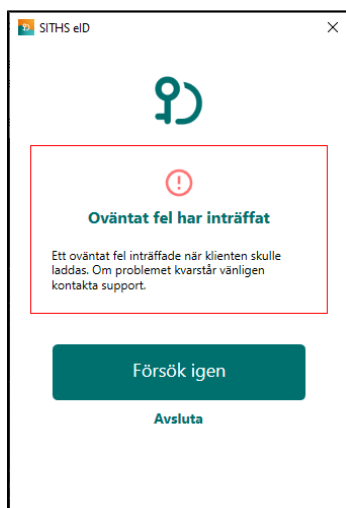 SITHS eID
Oväntat fel har inträffat
Ett oväntat fel inträffade när klienten skulle
laddas. Om problemet kvarstår vänligen
kontakta support.
Försök igen
Avsluta